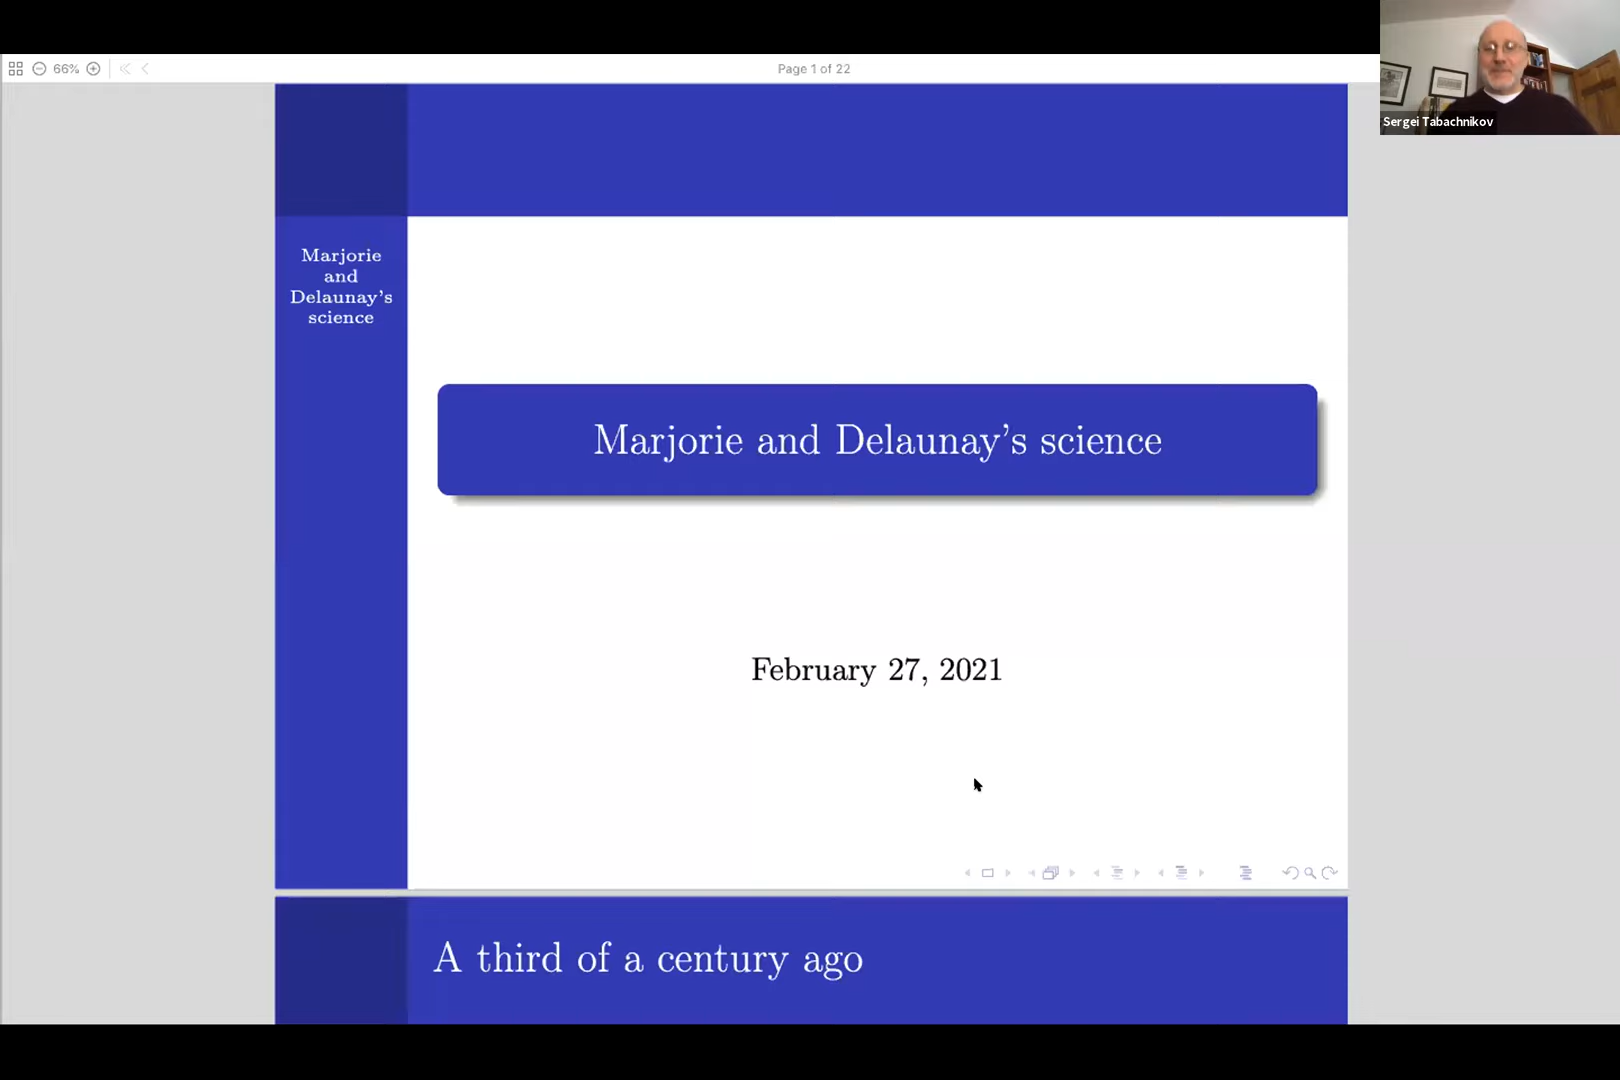 66%
Page 1 of 22
Sergei Tabachnikov
Marjorie
and
Delaunay's
science
Marjorie and Delaunay's science
February 27, 2021
A third of a century ago